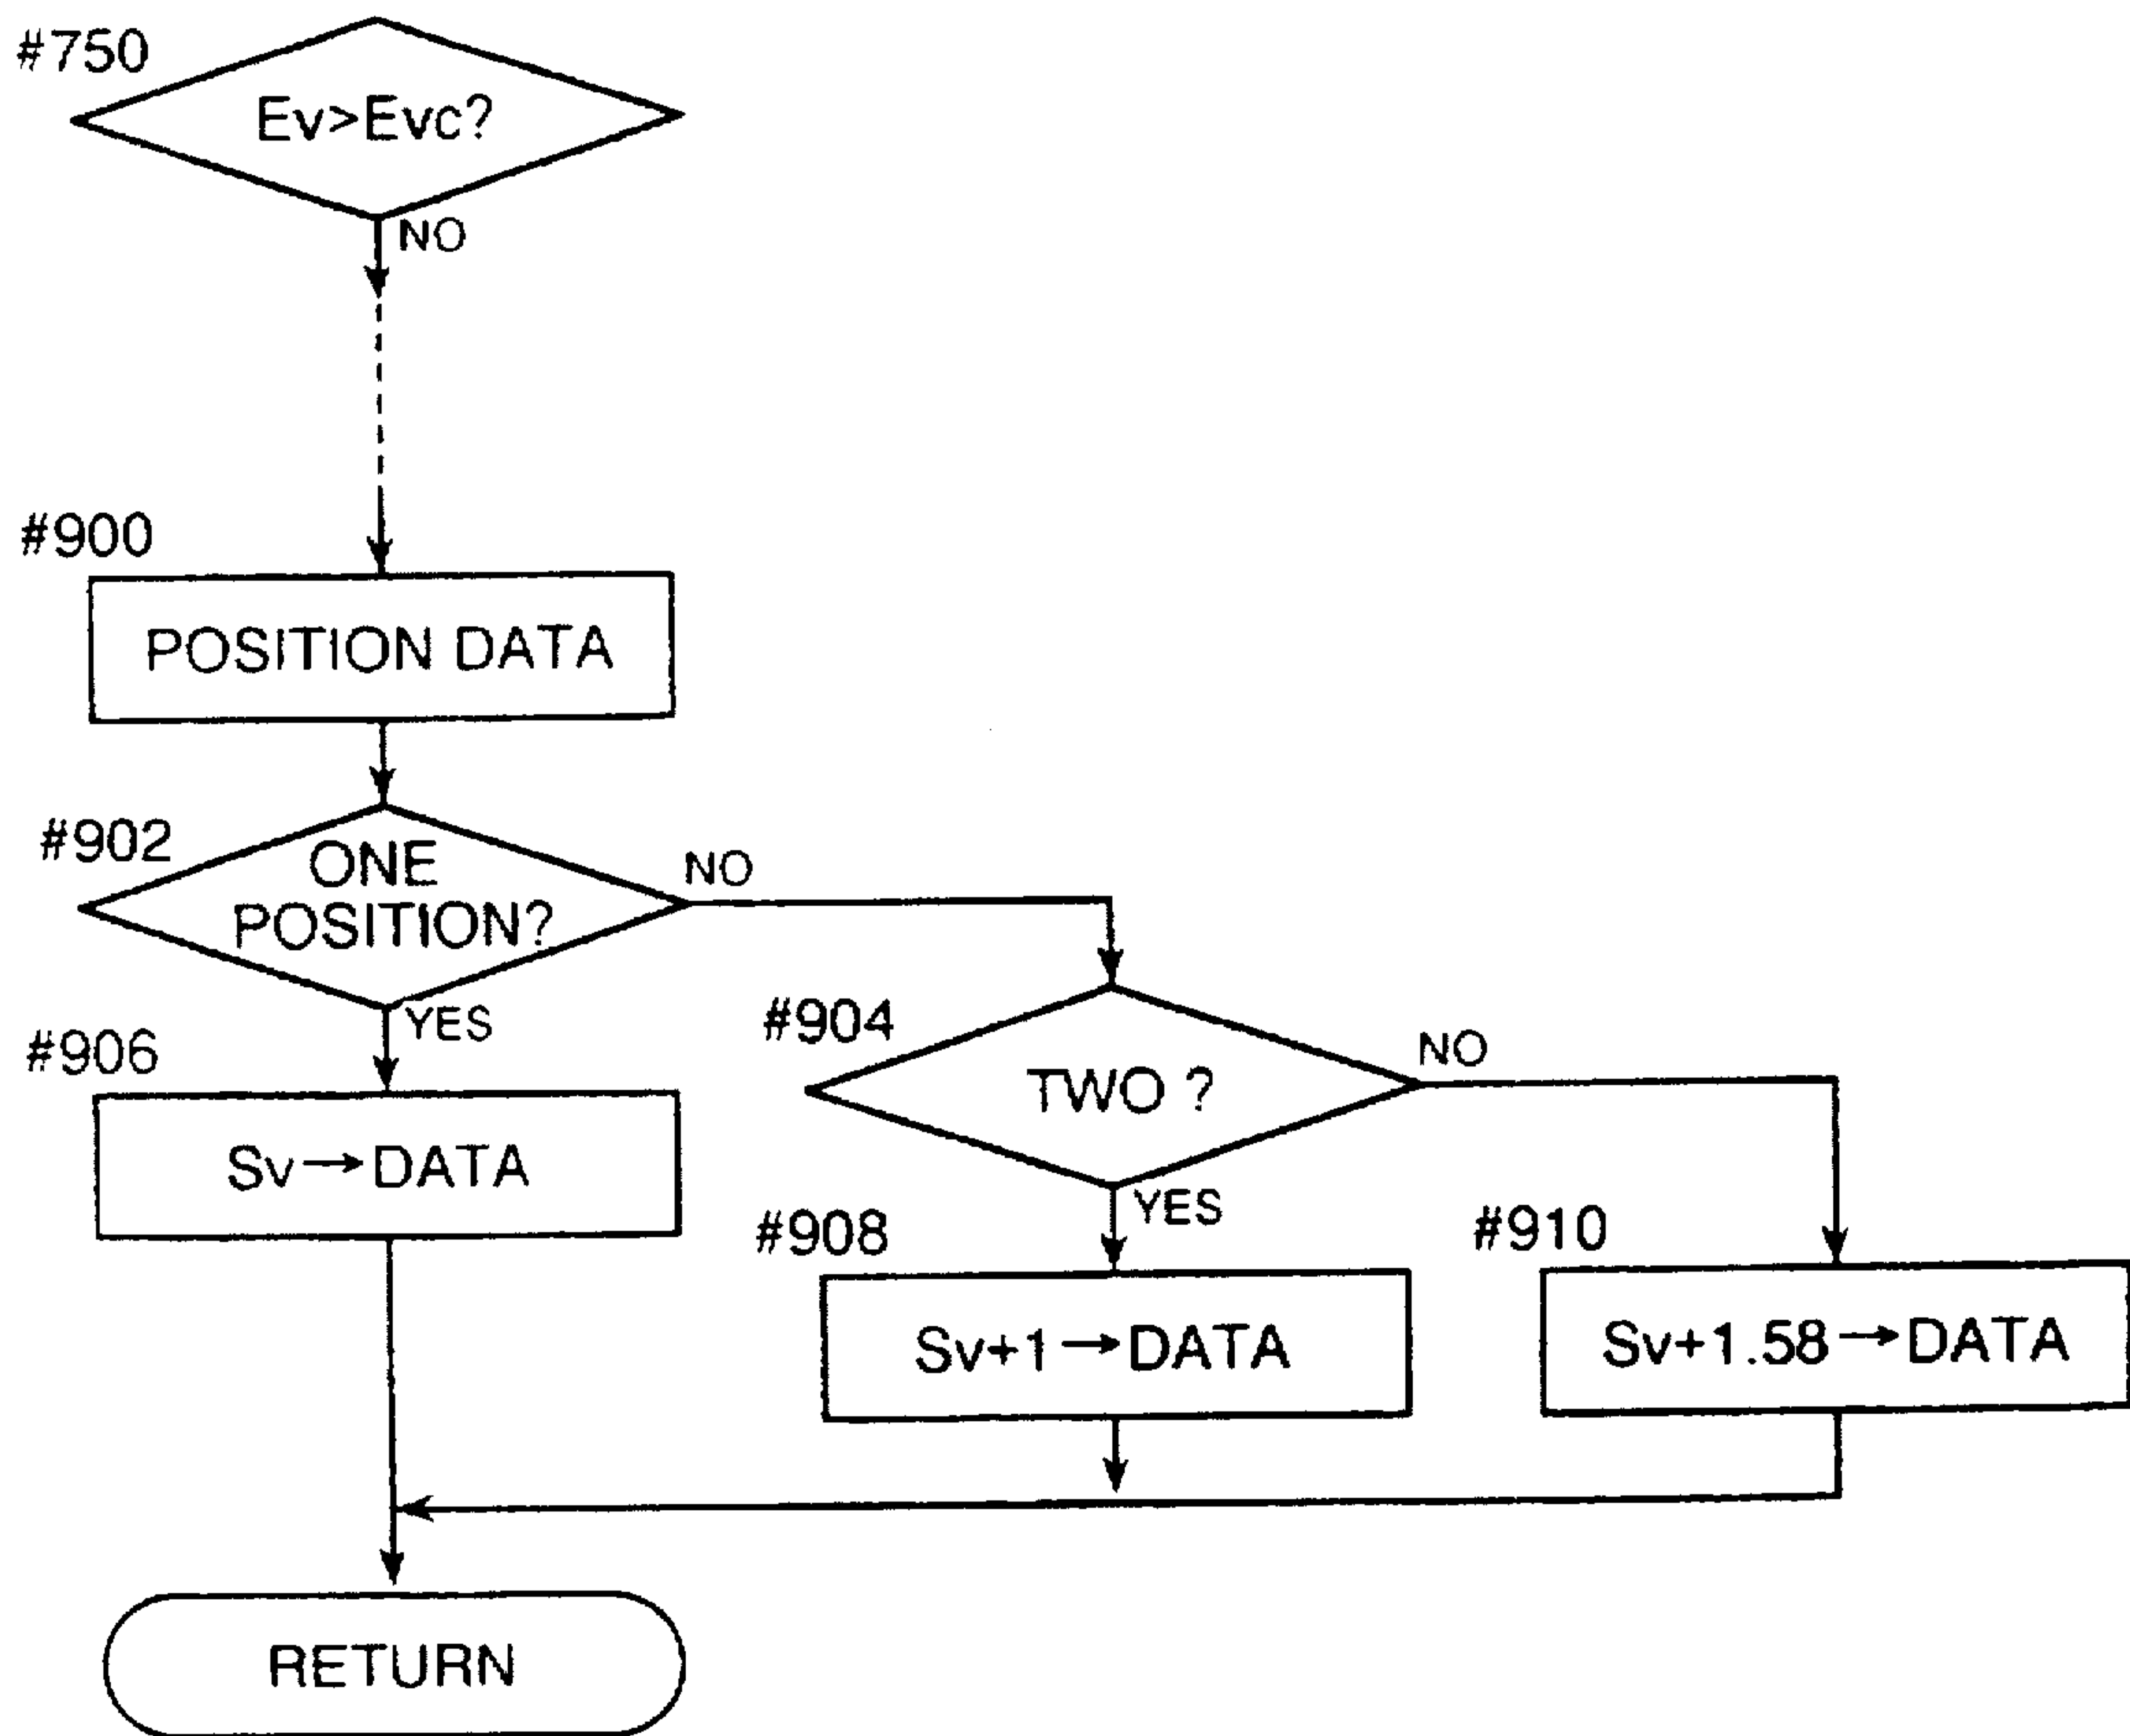 #750
Ev>Evc?
NO
#900
POSITION DATA
#902
ONE
POSITION?
NO
YES
#904
TWO ?
NO
YES
#906
Sv→DATA
#908
Sv+1→DATA
#910
Sv+1.58→DATA
RETURN